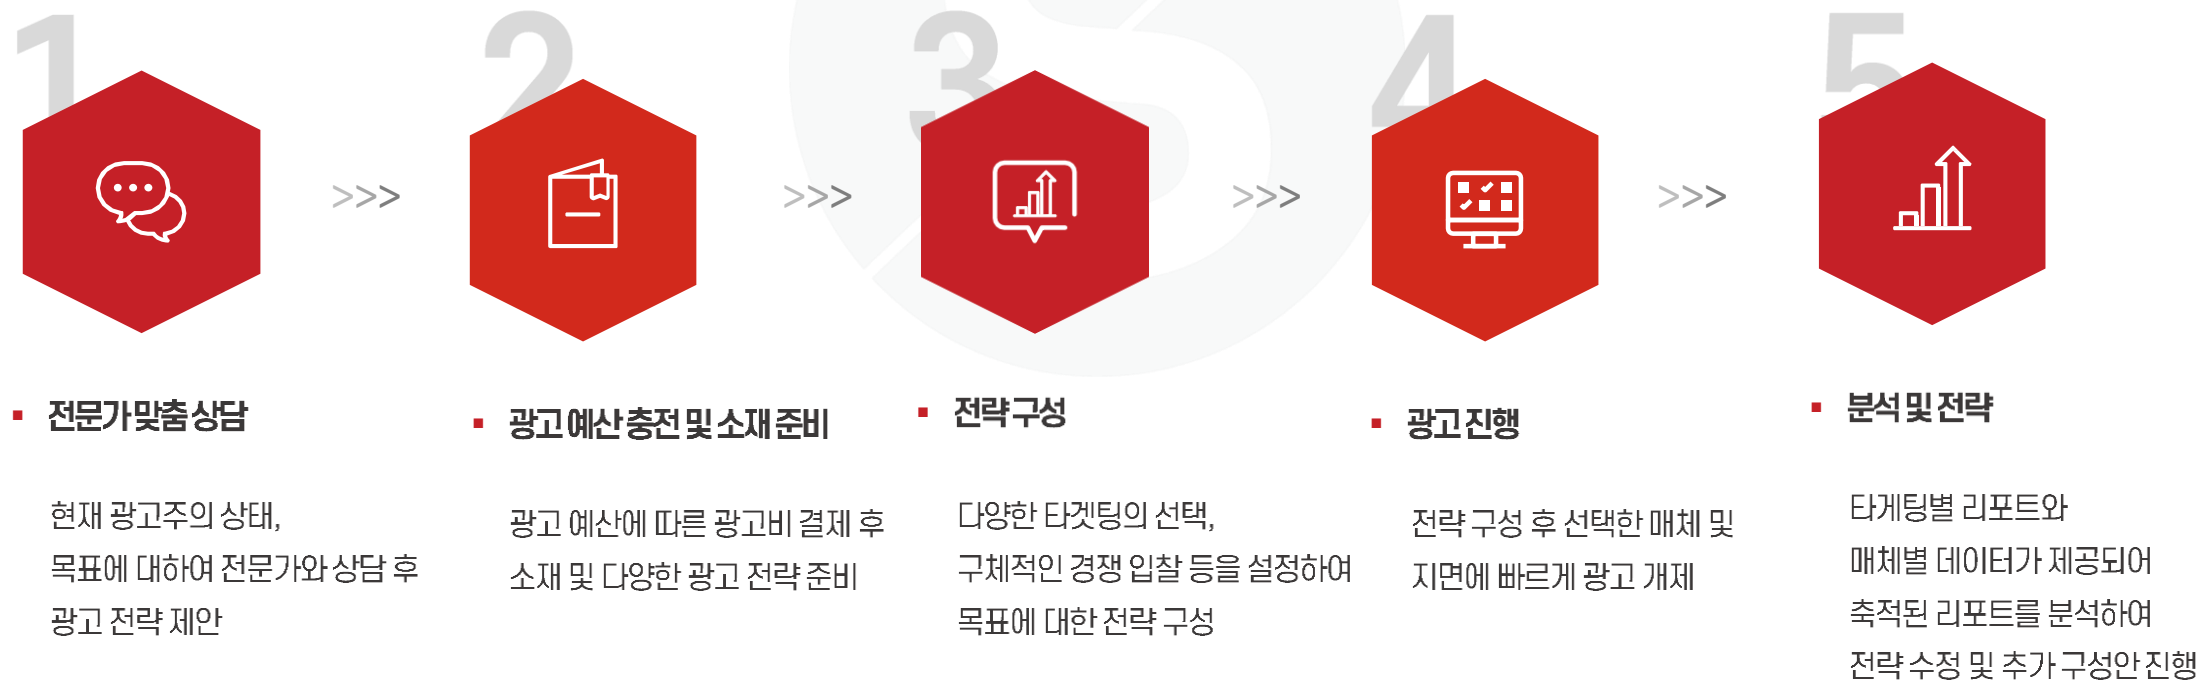 1
2
3
4
5
>>>
>>>
>>>
>>>
전문가 맞춤 상담
현재 광고주의 상태,
목표에 대하여 전문가와 상담 후
광고 전략 제안
광고 예산 충전 및 소재 준비
광고 예산에 따른 광고비 결제 후
소재 및 다양한 광고 전략 준비
전략 구성
다양한 타겟팅의 선택,
구체적인 경쟁 입찰 등을 설정하여
목표에 대한 전략 구성
광고 진행
전략 구성 후 선택한 매체 및
지면에 빠르게 광고 개제
분석 및 전략
타게팅별 리포트와
매체별 데이터가 제공되어
축적된 리포트를 분석하여
전략 수정 및 추가 구성안 진행